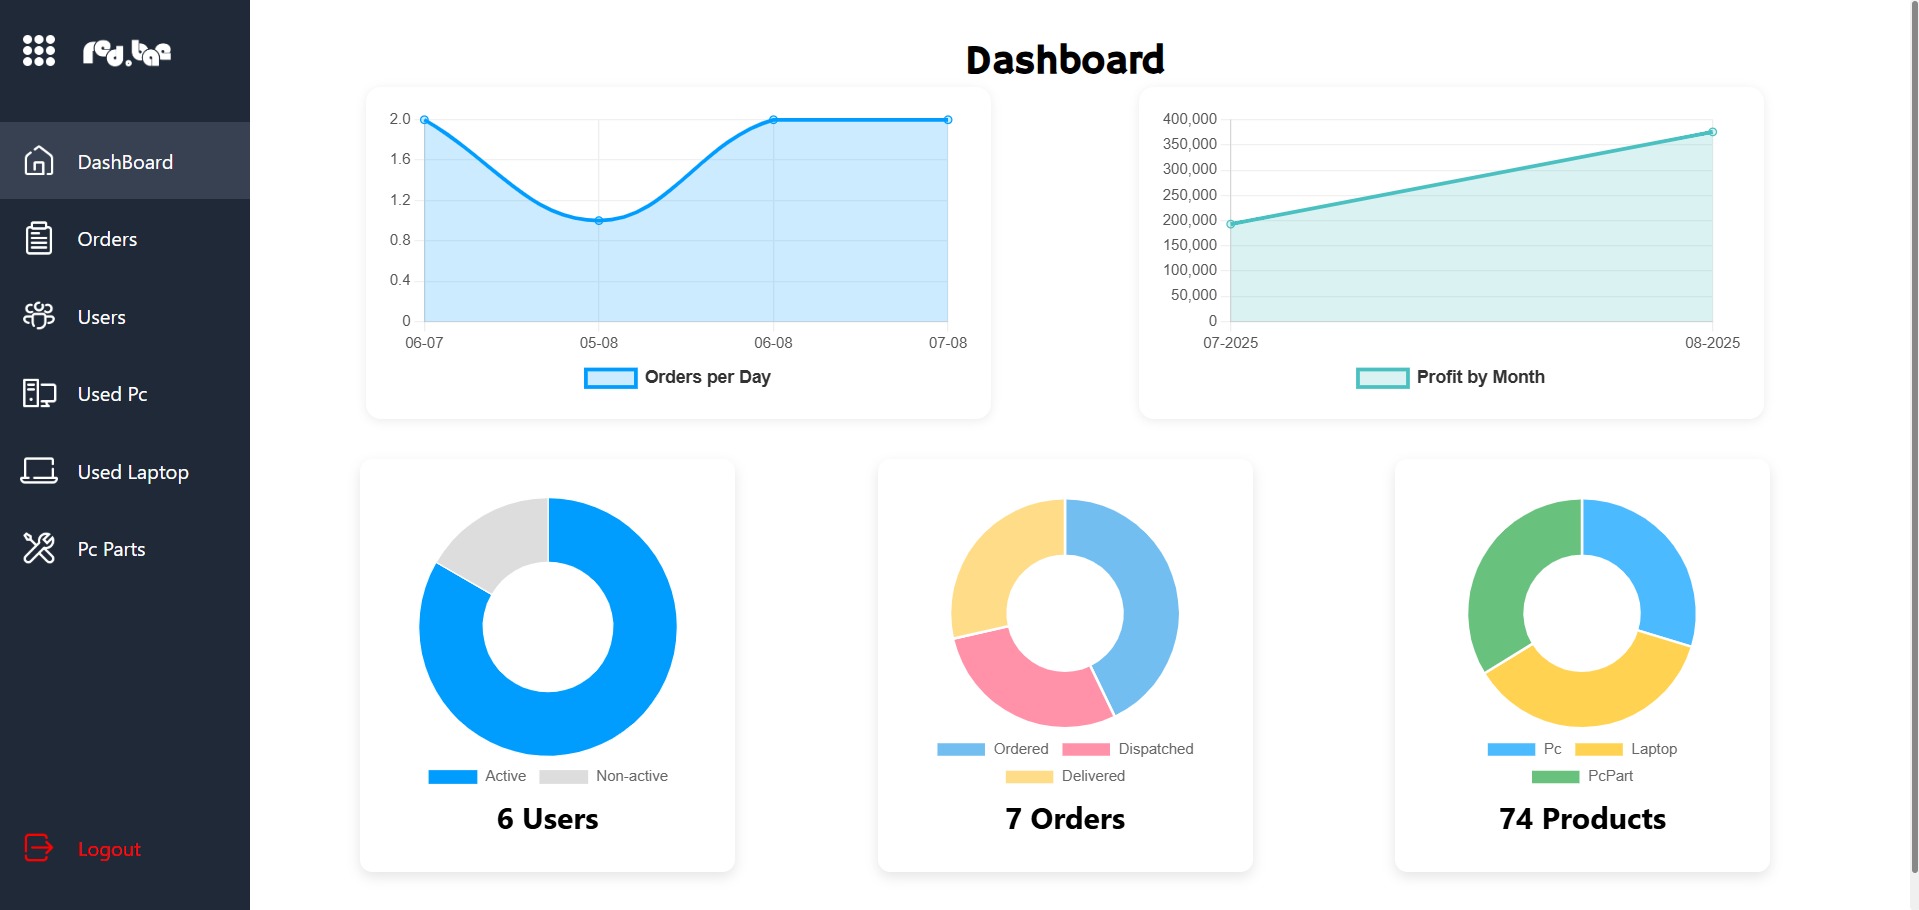 red.bae
DashBoard
Orders
Users
Used Pc
Used Laptop
Pc Parts
Logout
Dashboard
2.0
1.6
1.2
0.8
0.4
0
06-07
05-08
06-08
07-08
Orders per Day
400,000
350,000
300,000
250,000
200,000
150,000
100,000
50,000
0
07-2025
08-2025
Profit by Month
Active
Non-active
6 Users
Ordered
Dispatched
Delivered
7 Orders
Pc
Laptop
PcPart
74 Products